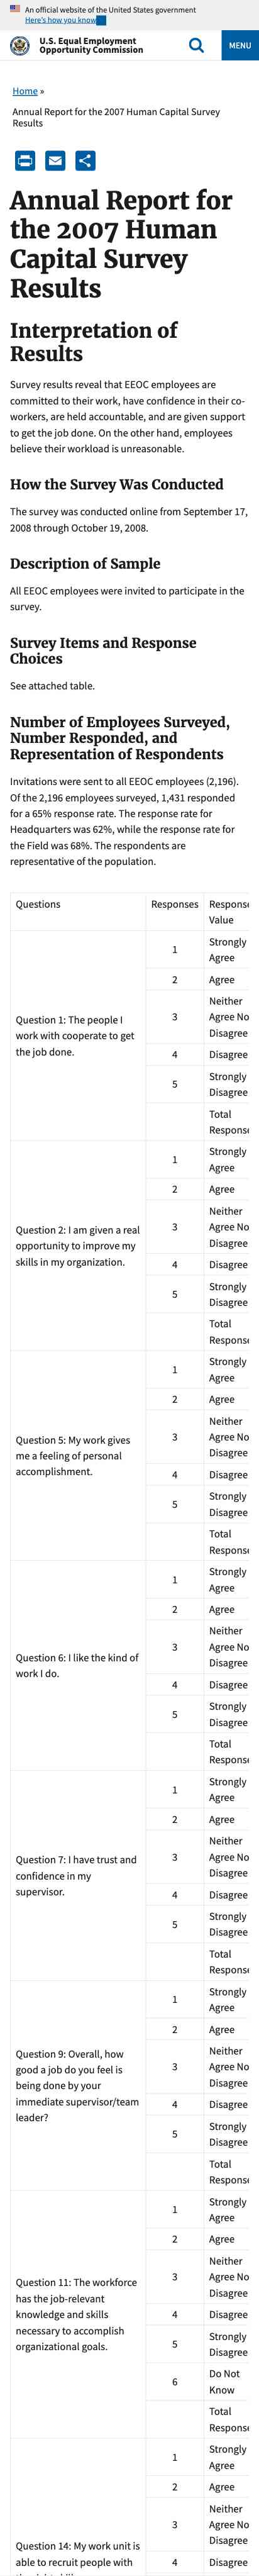 An official website of the United States government
Here's how you know
U.S. Equal Employment
Opportunity Commission
MENU
Home »
Annual Report for the 2007 Human Capital Survey
Results
Annual Report for
the 2007 Human
Capital Survey
Results
Interpretation of
Results
Survey results reveal that EEOC employees are
committed to their work, have confidence in their co-
workers, are held accountable, and are given support
to get the job done. On the other hand, employees
believe their workload is unreasonable.
How the Survey Was Conducted
The survey was conducted online from September 17,
2008 through October 19, 2008.
Description of Sample
All EEOC employees were invited to participate in the
survey.
Survey Items and Response
Choices
See attached table.
Number of Employees Surveyed,
Number Responded, and
Representation of Respondents
Invitations were sent to all EEOC employees (2,196).
Of the 2,196 employees surveyed, 1,431 responded
for a 65% response rate. The response rate for
Headquarters was 62%, while the response rate for
the Field was 68%. The respondents are
representative of the population.
Questions Responses Respons
Value
Question 1: The people I
work with cooperate to get
the job done.
1 Strongly
Agree
2 Agree
3 Neither
Agree No
Disagree
4 Disagree
5 Strongly
Disagree
Total
Respons
Question 2: I am given a real
opportunity to improve my
skills in my organization.
1 Strongly
Agree
2 Agree
3 Neither
Agree No
Disagree
4 Disagree
5 Strongly
Disagree
Total
Respons
Question 5: My work gives
me a feeling of personal
accomplishment.
1 Strongly
Agree
2 Agree
3 Neither
Agree No
Disagree
4 Disagree
5 Strongly
Disagree
Total
Respons
Question 6: I like the kind of
work I do.
1 Strongly
Agree
2 Agree
3 Neither
Agree No
Disagree
4 Disagree
5 Strongly
Disagree
Total
Respons
Question 7: I have trust and
confidence in my
supervisor.
1 Strongly
Agree
2 Agree
3 Neither
Agree No
Disagree
4 Disagree
5 Strongly
Disagree
Total
Respons
Question 9: Overall, how
good a job do you feel is
being done by your
immediate supervisor/team
leader?
1 Strongly
Agree
2 Agree
3 Neither
Agree No
Disagree
4 Disagree
5 Strongly
Disagree
Total
Respons
Question 11: The workforce
has the job-relevant
knowledge and skills
necessary to accomplish
organizational goals.
1 Strongly
Agree
2 Agree
3 Neither
Agree No
Disagree
4 Disagree
5 Strongly
Disagree
6 Do Not
Know
Total
Respons
Question 14: My work unit is
able to recruit people with
1 Strongly
Agree
2 Agree
3 Neither
Agree No
Disagree
4 Disagree